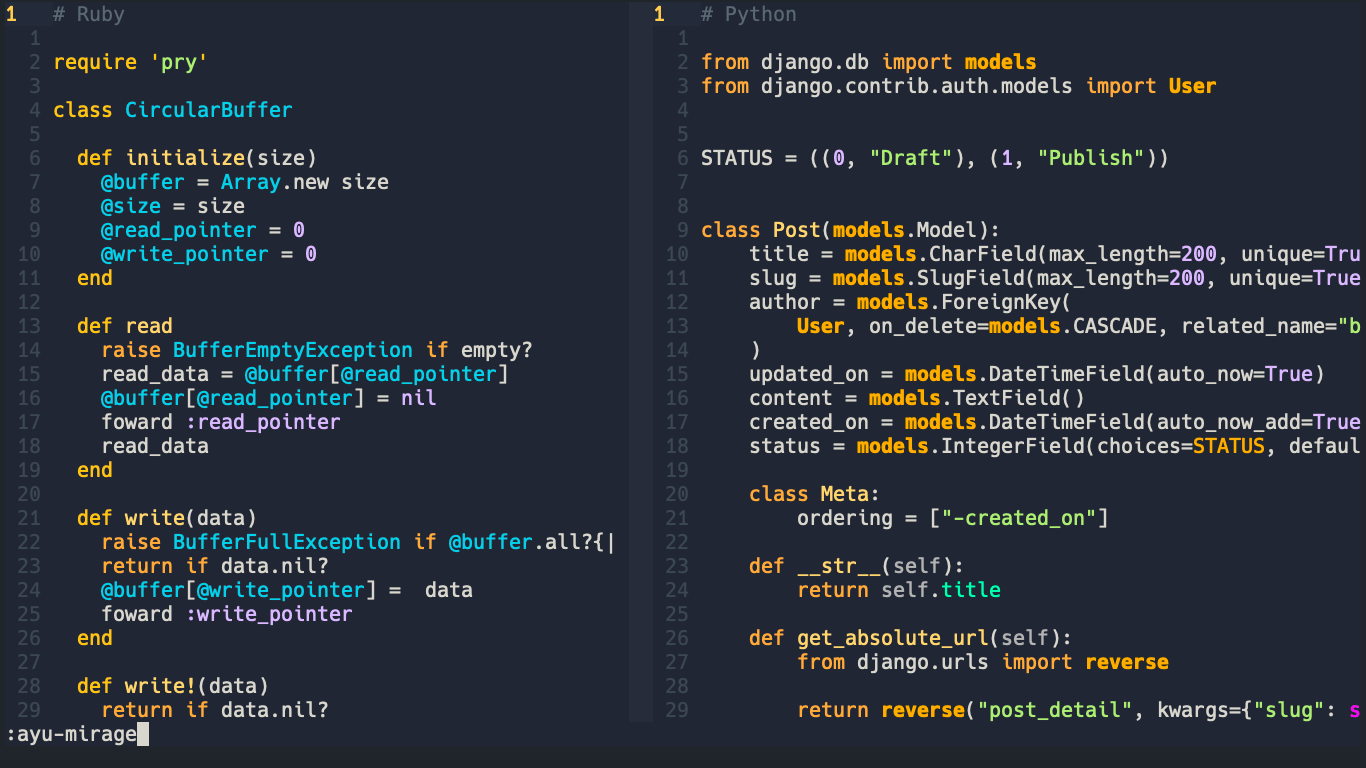 1 # Ruby
1
2 require 'pry'
3
4 class CircularBuffer
5
6 def initialize(size)
7 @buffer = Array.new size
8 @size = size
9 @read_pointer = 0
10 @write_pointer = 0
11 end
12
13 def read
14 raise BufferEmptyException if empty?
15 read_data = @buffer[@read_pointer]
16 @buffer[@read_pointer] = nil
17 foward :read_pointer
18 read_data
19 end
20
21 def write(data)
22 raise BufferFullException if @buffer.all?{|
23 return if data.nil?
24 @buffer[@write_pointer] =  data
25 foward :write_pointer
26 end
27
28 def write!(data)
29 return if data.nil?
1 # Python
1
2 from django.db import models
3 from django.contrib.auth.models import User
4
5
6 STATUS = ((0, "Draft"), (1, "Publish"))
7
8
9 class Post(models.Model):
10 title = models.CharField(max_length=200, unique=Tru
11 slug = models.SlugField(max_length=200, unique=True
12 author = models.ForeignKey(
13 User, on_delete=models.CASCADE, related_name="b
14 )
15 updated_on = models.DateTimeField(auto_now=True)
16 content = models.TextField()
17 created_on = models.DateTimeField(auto_now_add=True
18 status = models.IntegerField(choices=STATUS, defaul
19
20 class Meta:
21 ordering = ["-created_on"]
22
23 def __str__(self):
24 return self.title
25
26 def get_absolute_url(self):
27 from django.urls import reverse
28
29 return reverse("post_detail", kwargs={"slug": s
:ayu-mirage